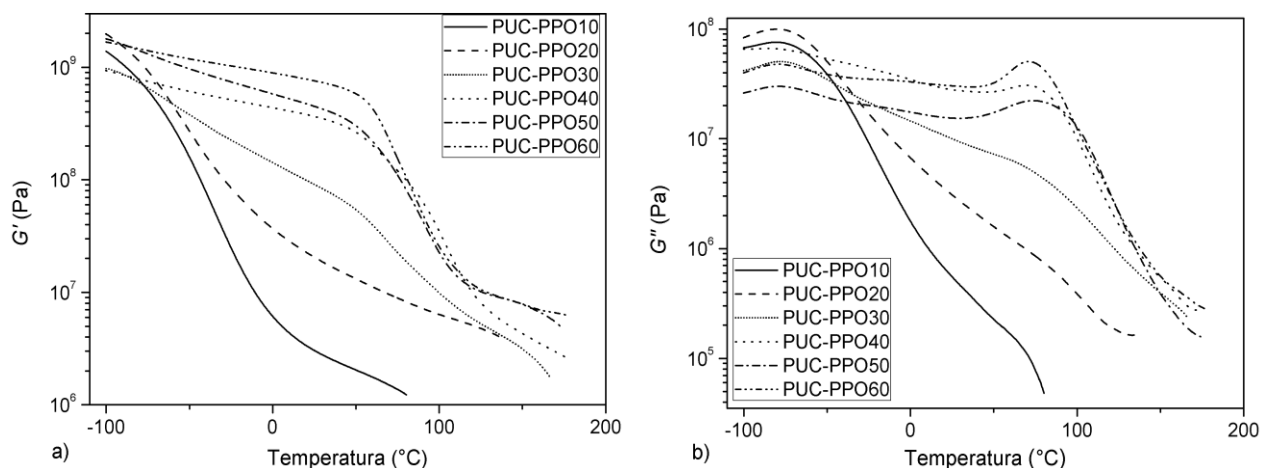 PUC-PPO10
PUC-PPO20
PUC-PPO30
PUC-PPO40
PUC-PPO50
PUC-PPO60
10⁹
10⁸
10⁷
10⁶
G' (Pa)
-100
0
100
200
a)
Temperatura (°C)
10⁸
10⁷
10⁶
10⁵
G'' (Pa)
PUC-PPO10
PUC-PPO20
PUC-PPO30
PUC-PPO40
PUC-PPO50
PUC-PPO60
-100
0
100
200
b)
Temperatura (°C)